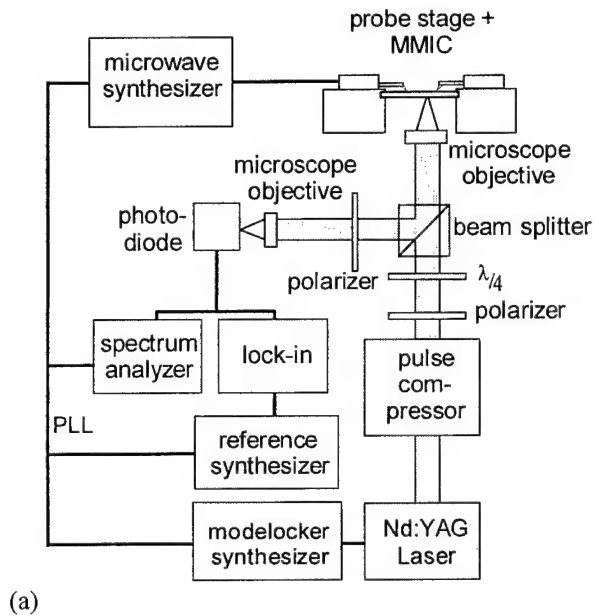 probe stage +
MMIC
microwave
synthesizer
microscope
objective
microscope
objective
photo-
diode
beam splitter
polarizer
λ/4
polarizer
spectrum
analyzer
lock-in
pulse
com-
pressor
PLL
reference
synthesizer
modelocker
synthesizer
Nd:YAG
Laser
(a)